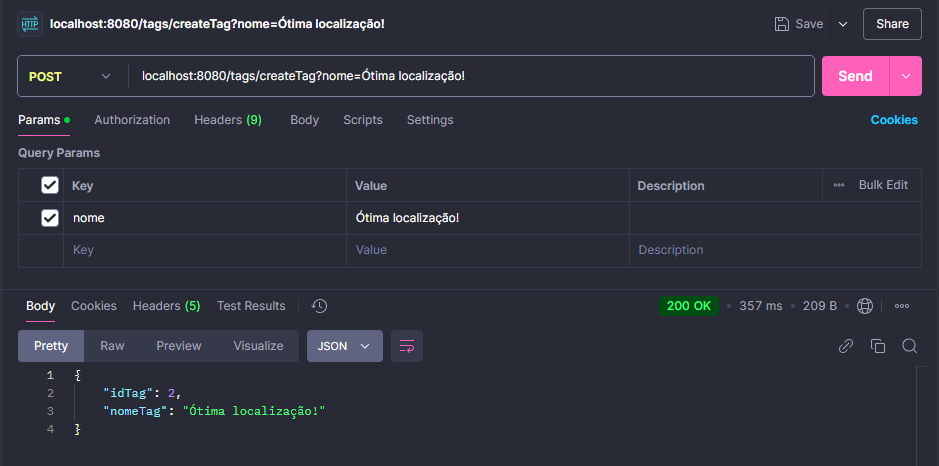 HTTP localhost:8080/tags/createTag?nome=Ótima localização! Save Share
POST localhost:8080/tags/createTag?nome=Ótima localização! Send
Params Authorization Headers (9) Body Scripts Settings Cookies
Query Params
Key Value Description ••• Bulk Edit
nome Ótima localização!
Key Value Description
Body Cookies Headers (5) Test Results 200 OK • 357 ms • 209 B •••
Pretty Raw Preview Visualize JSON
1 {
2 "idTag": 2,
3 "nomeTag": "Ótima localização!"
4 }